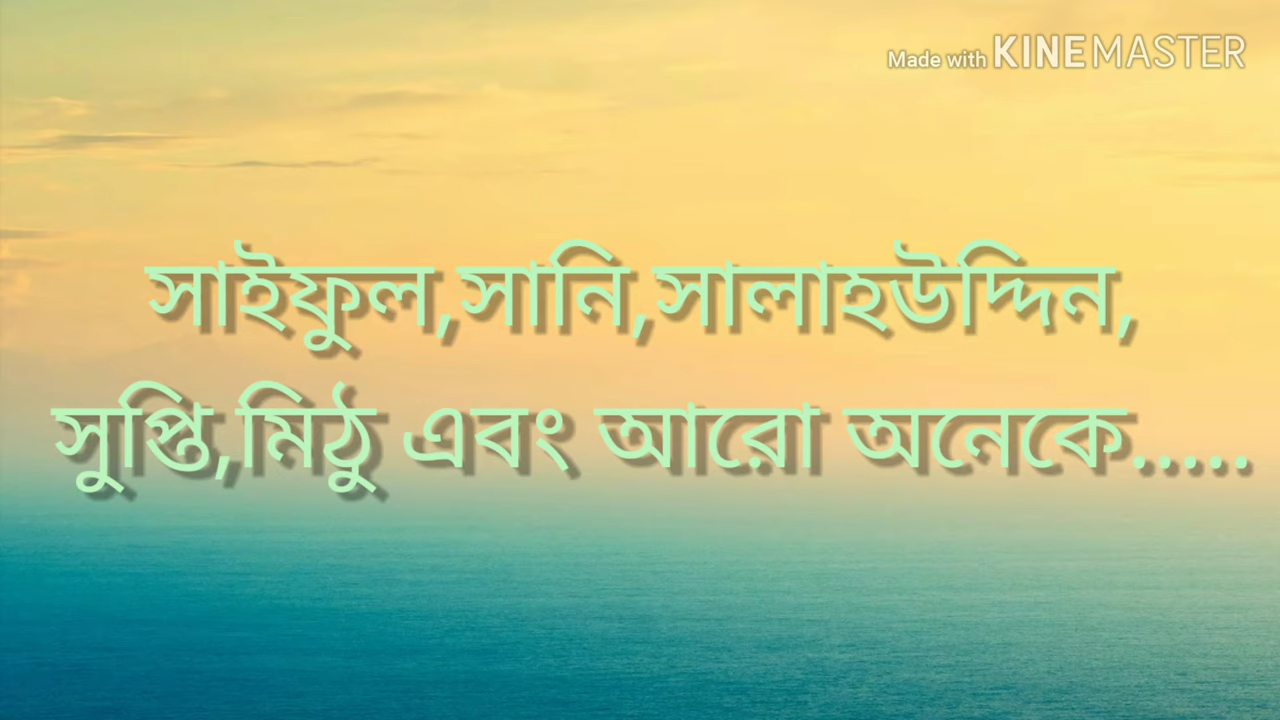 Made with KINEMASTER
সাইফুল,সানি,সালাহউদ্দিন,
সুপ্তি,মিঠু এবং আরো অনেকে.....